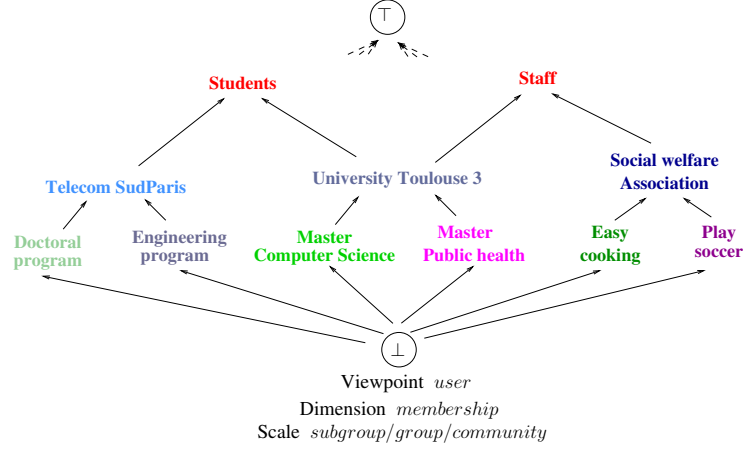 ⊤
Students
Staff
Telecom SudParis
University Toulouse 3
Social welfare
Association
Doctoral
program
Engineering
program
Master
Computer Science
Master
Public health
Easy
cooking
Play
soccer
⊥
Viewpoint user
Dimension membership
Scale subgroup/group/community